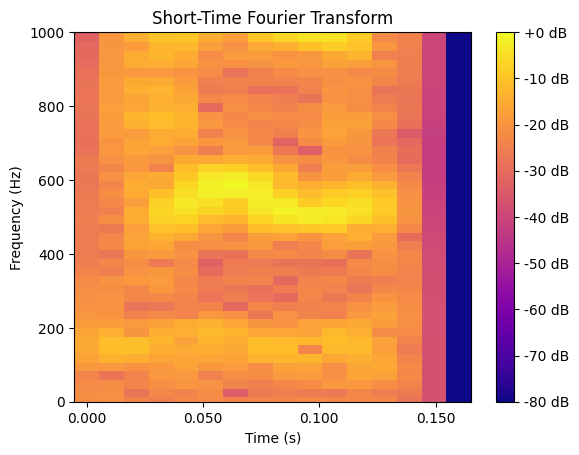 Short-Time Fourier Transform
Frequency (Hz)
1000
800
600
400
200
0
0.000 0.050 0.100 0.150
Time (s)
+0 dB
-10 dB
-20 dB
-30 dB
-40 dB
-50 dB
-60 dB
-70 dB
-80 dB